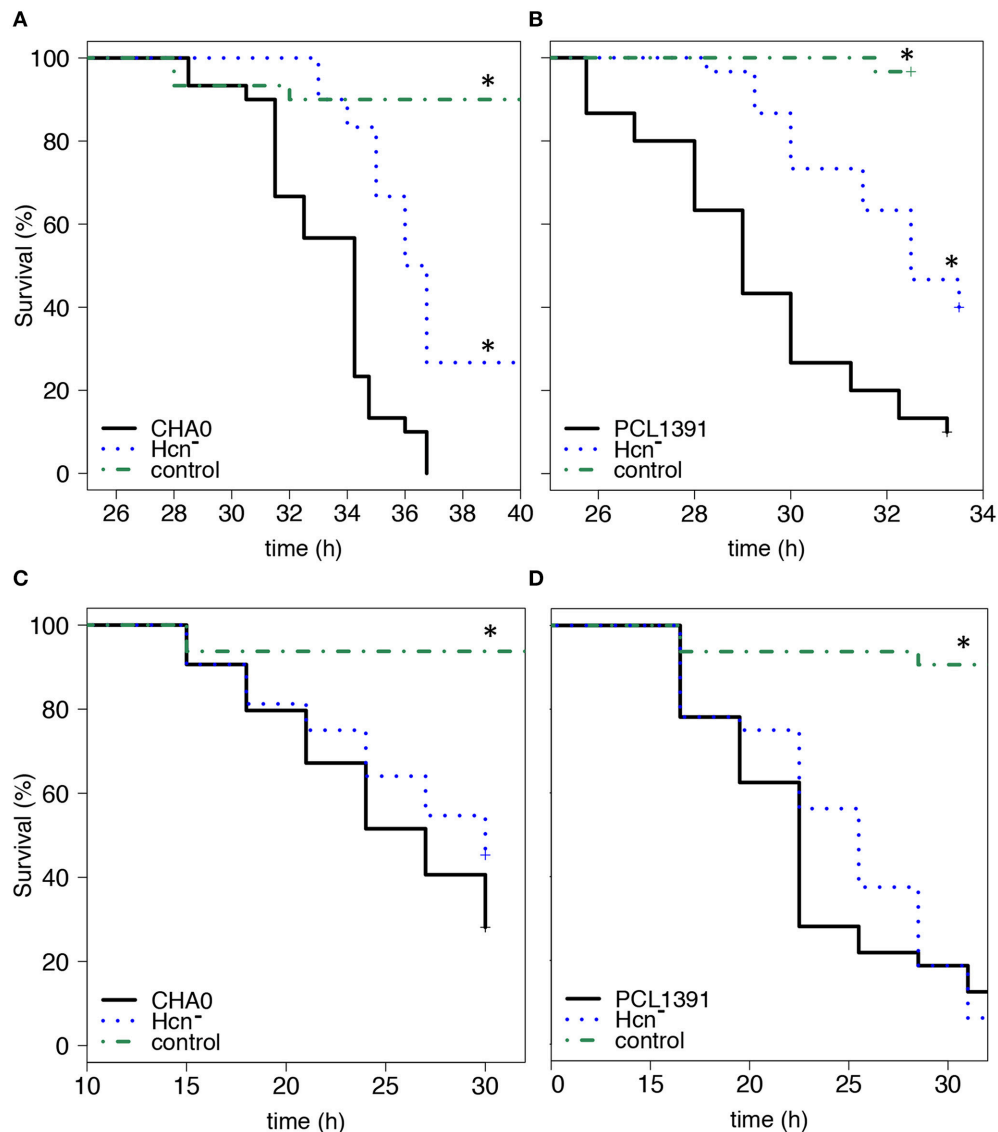 A
100
80
60
40
20
0
Survival (%)
*
*
CHA0
Hcn-
control
26 28 30 32 34 36 38 40
time (h)
B
*
*
PCL1391
Hcn-
control
26 28 30 32 34
time (h)
C
100
80
60
40
20
0
Survival (%)
*
CHA0
Hcn-
control
10 15 20 25 30
time (h)
D
*
PCL1391
Hcn-
control
0 15 20 25 30
time (h)